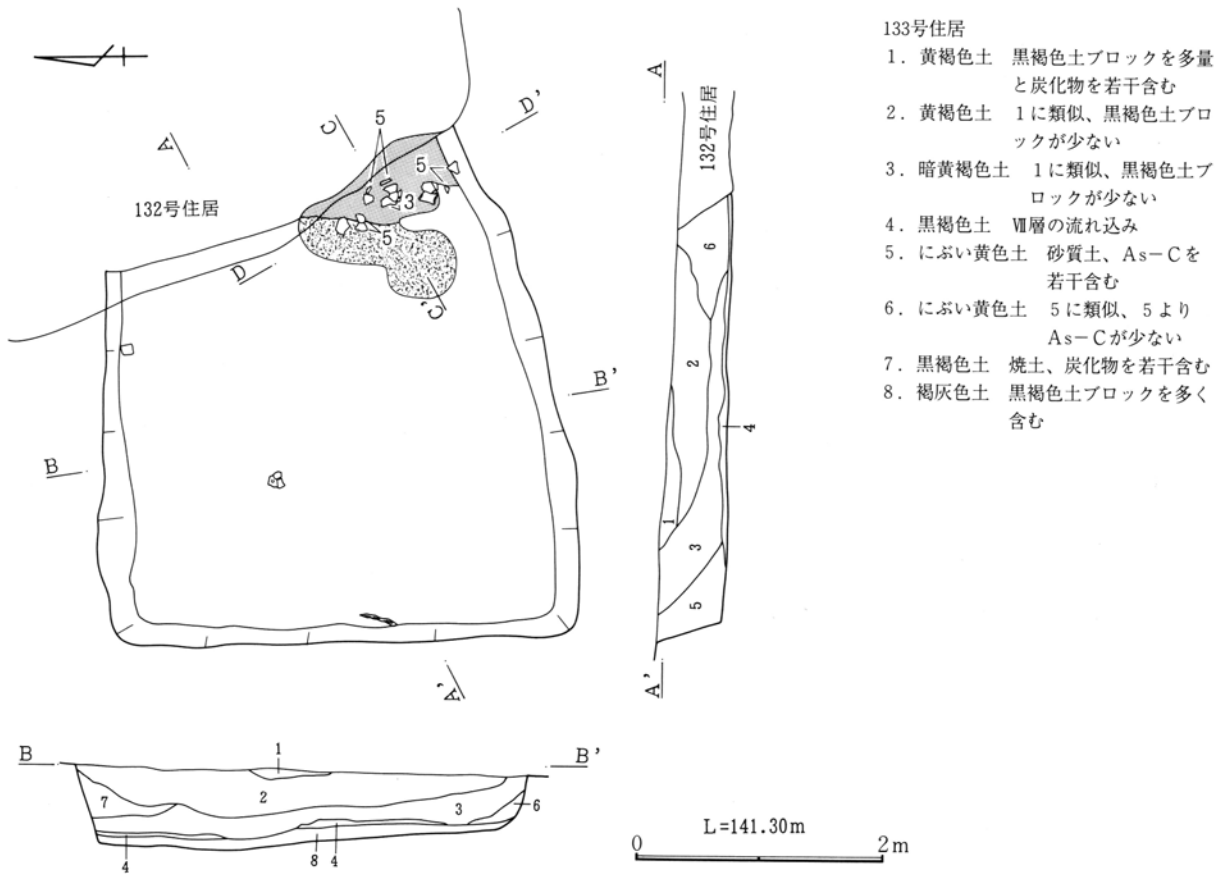 133号住居
1．黄褐色土　黒褐色土ブロックを多量
と炭化物を若干含む
2．黄褐色土　1に類似、黒褐色土ブロ
ックが少ない
3．暗黄褐色土　1に類似、黒褐色土ブ
ロックが少ない
4．黒褐色土　Ⅶ層の流れ込み
5．にぶい黄色土　砂質土、As－Cを
若干含む
6．にぶい黄色土　5に類似、5より
As－Cが少ない
7．黒褐色土　焼土、炭化物を若干含む
8．褐灰色土　黒褐色土ブロックを多く
含む
A
C
5
D'
132号住居
5
3
5
D
C'
B'
B
A'
A
132号住居
6
2
4
1
3
5
A'
B
1
B'
7
2
3
6
4
8
4
L=141.30m
0
2m